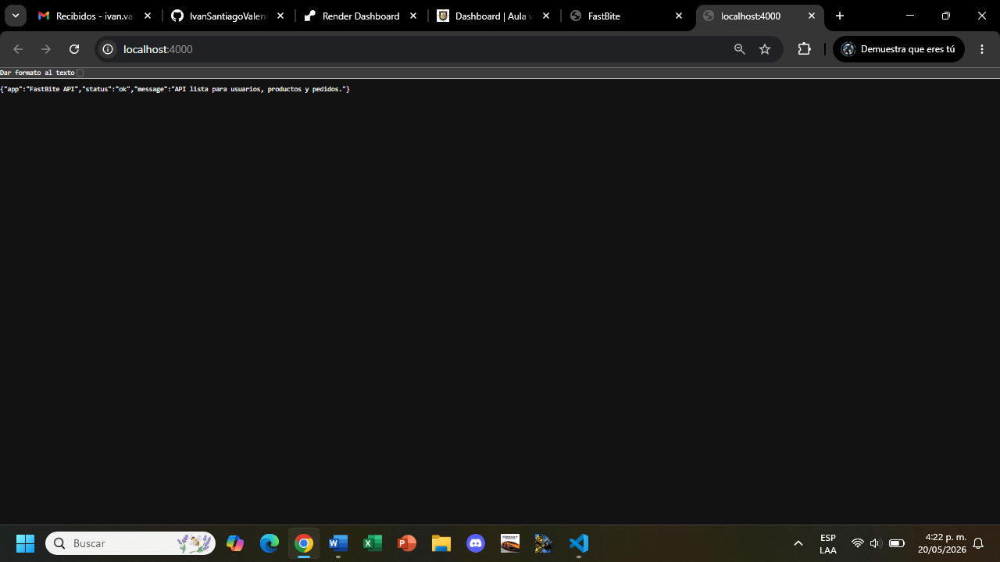 Recibidos - ivan.val
IvanSantiagoValen
Render Dashboard
Dashboard | Aula v
FastBite
localhost:4000
localhost:4000
Demuestra que eres tú
Dar formato al texto
{"app":"FastBite API","status":"ok","message":"API lista para usuarios, productos y pedidos."}
Buscar
ESP
LAA
4:22 p. m.
20/05/2026